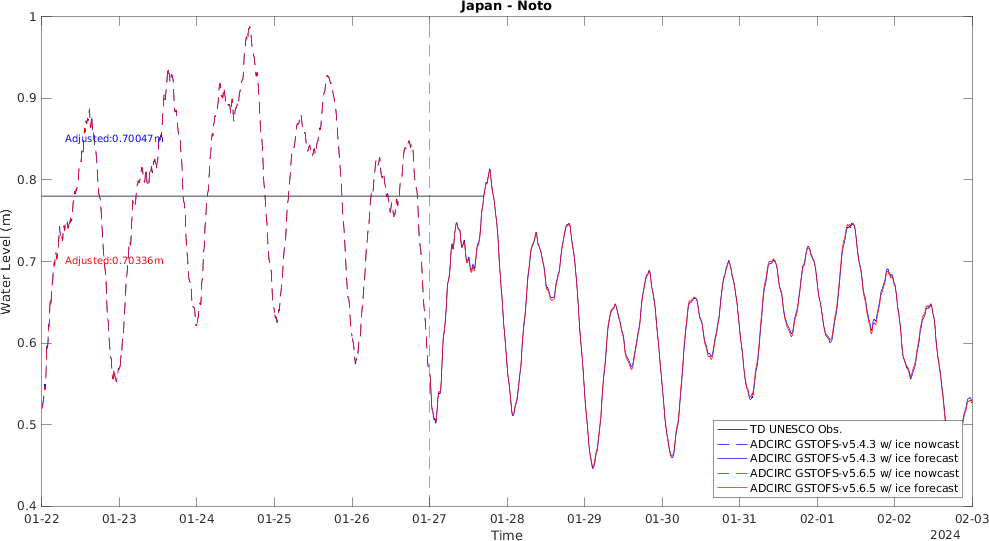 Japan - Noto
Water Level (m)
1
0.9
0.8
0.7
0.6
0.5
0.4
Adjusted:0.70047m
Adjusted:0.70336m
TD UNESCO Obs.
ADCIRC GSTOFS-v5.4.3 w/ ice nowcast
ADCIRC GSTOFS-v5.4.3 w/ ice forecast
ADCIRC GSTOFS-v5.6.5 w/ ice nowcast
ADCIRC GSTOFS-v5.6.5 w/ ice forecast
01-22 01-23 01-24 01-25 01-26 01-27 01-28 01-29 01-30 01-31 02-01 02-02 02-03
Time
2024